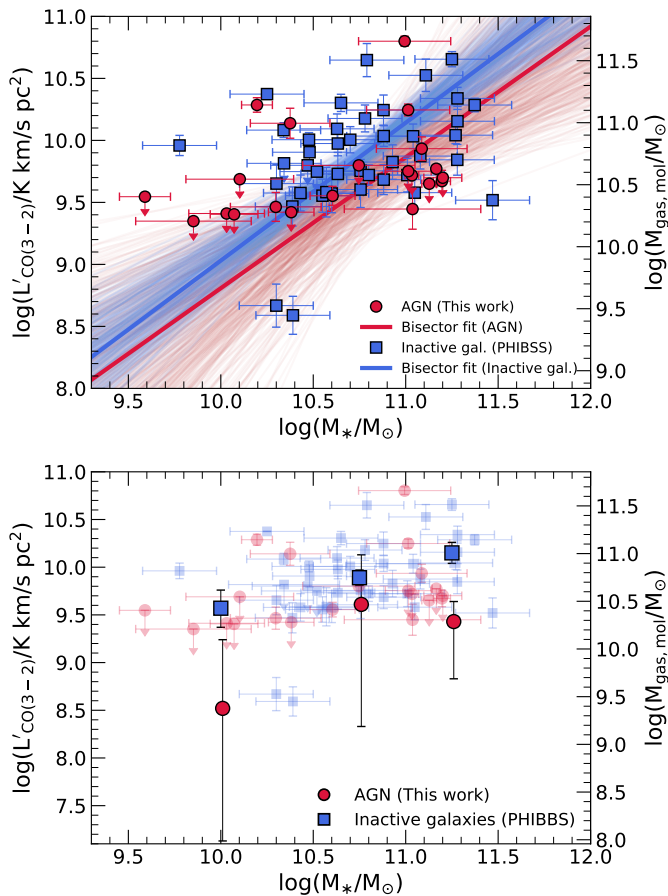 11.0
10.5
10.0
9.5
9.0
8.5
8.0
log(L′CO(3−2)/K km/s pc²)
11.5
11.0
10.5
10.0
9.5
9.0
log(Mgas, mol/M⊙)
AGN (This work)
Bisector fit (AGN)
Inactive gal. (PHIBSS)
Bisector fit (Inactive gal.)
9.5 10.0 10.5 11.0 11.5 12.0
log(M∗/M⊙)
11.0
10.5
10.0
9.5
9.0
8.5
8.0
7.5
log(L′CO(3−2)/K km/s pc²)
11.5
11.0
10.5
10.0
9.5
9.0
8.5
8.0
log(Mgas, mol/M⊙)
AGN (This work)
Inactive galaxies (PHIBBS)
9.5 10.0 10.5 11.0 11.5 12.0
log(M∗/M⊙)